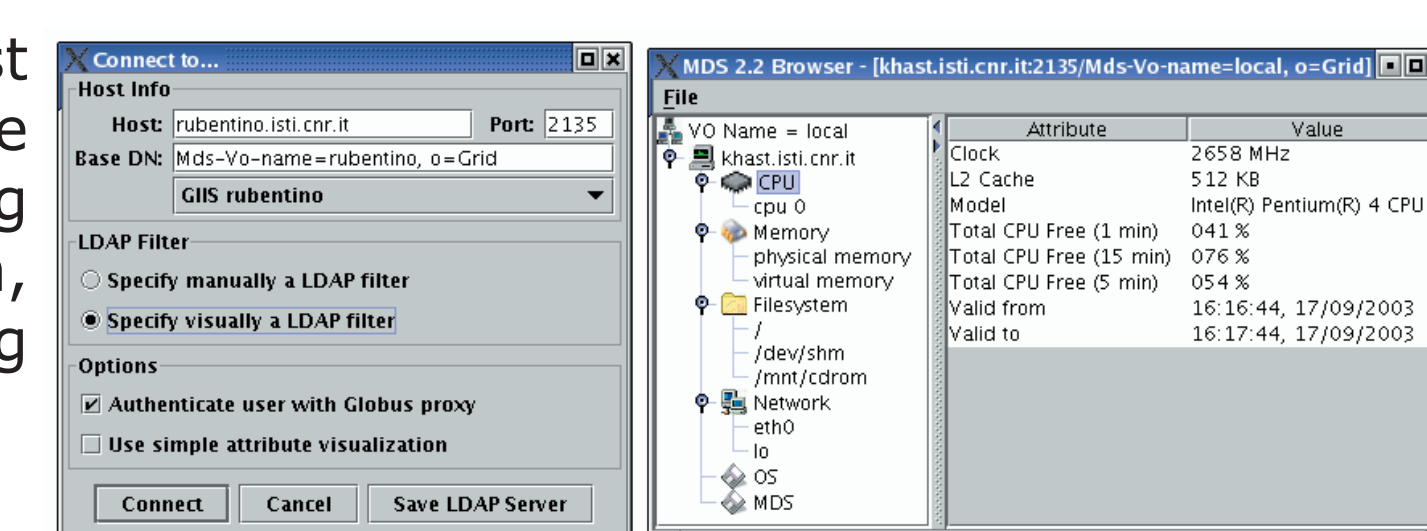 st
e
g
,
g
Connect to...
Host Info
Host: rubentino.isti.cnr.it Port: 2135
Base DN: Mds-Vo-name=rubentino, o=Grid
GIIS rubentino
LDAP Filter
Specify manually a LDAP filter
Specify visually a LDAP filter
Options
Authenticate user with Globus proxy
Use simple attribute visualization
Connect Cancel Save LDAP Server
MDS 2.2 Browser - [khast.isti.cnr.it:2135/Mds-Vo-name=local, o=Grid]
File
VO Name = local
khast.isti.cnr.it
CPU
cpu 0
Memory
physical memory
virtual memory
Filesystem
/
/dev/shm
/mnt/cdrom
Network
eth0
lo
OS
MDS
Attribute Value
Clock 2658 MHz
L2 Cache 512 KB
Model Intel(R) Pentium(R) 4 CPU
Total CPU Free (1 min) 041 %
Total CPU Free (15 min) 076 %
Total CPU Free (5 min) 054 %
Valid from 16:16:44, 17/09/2003
Valid to 16:17:44, 17/09/2003